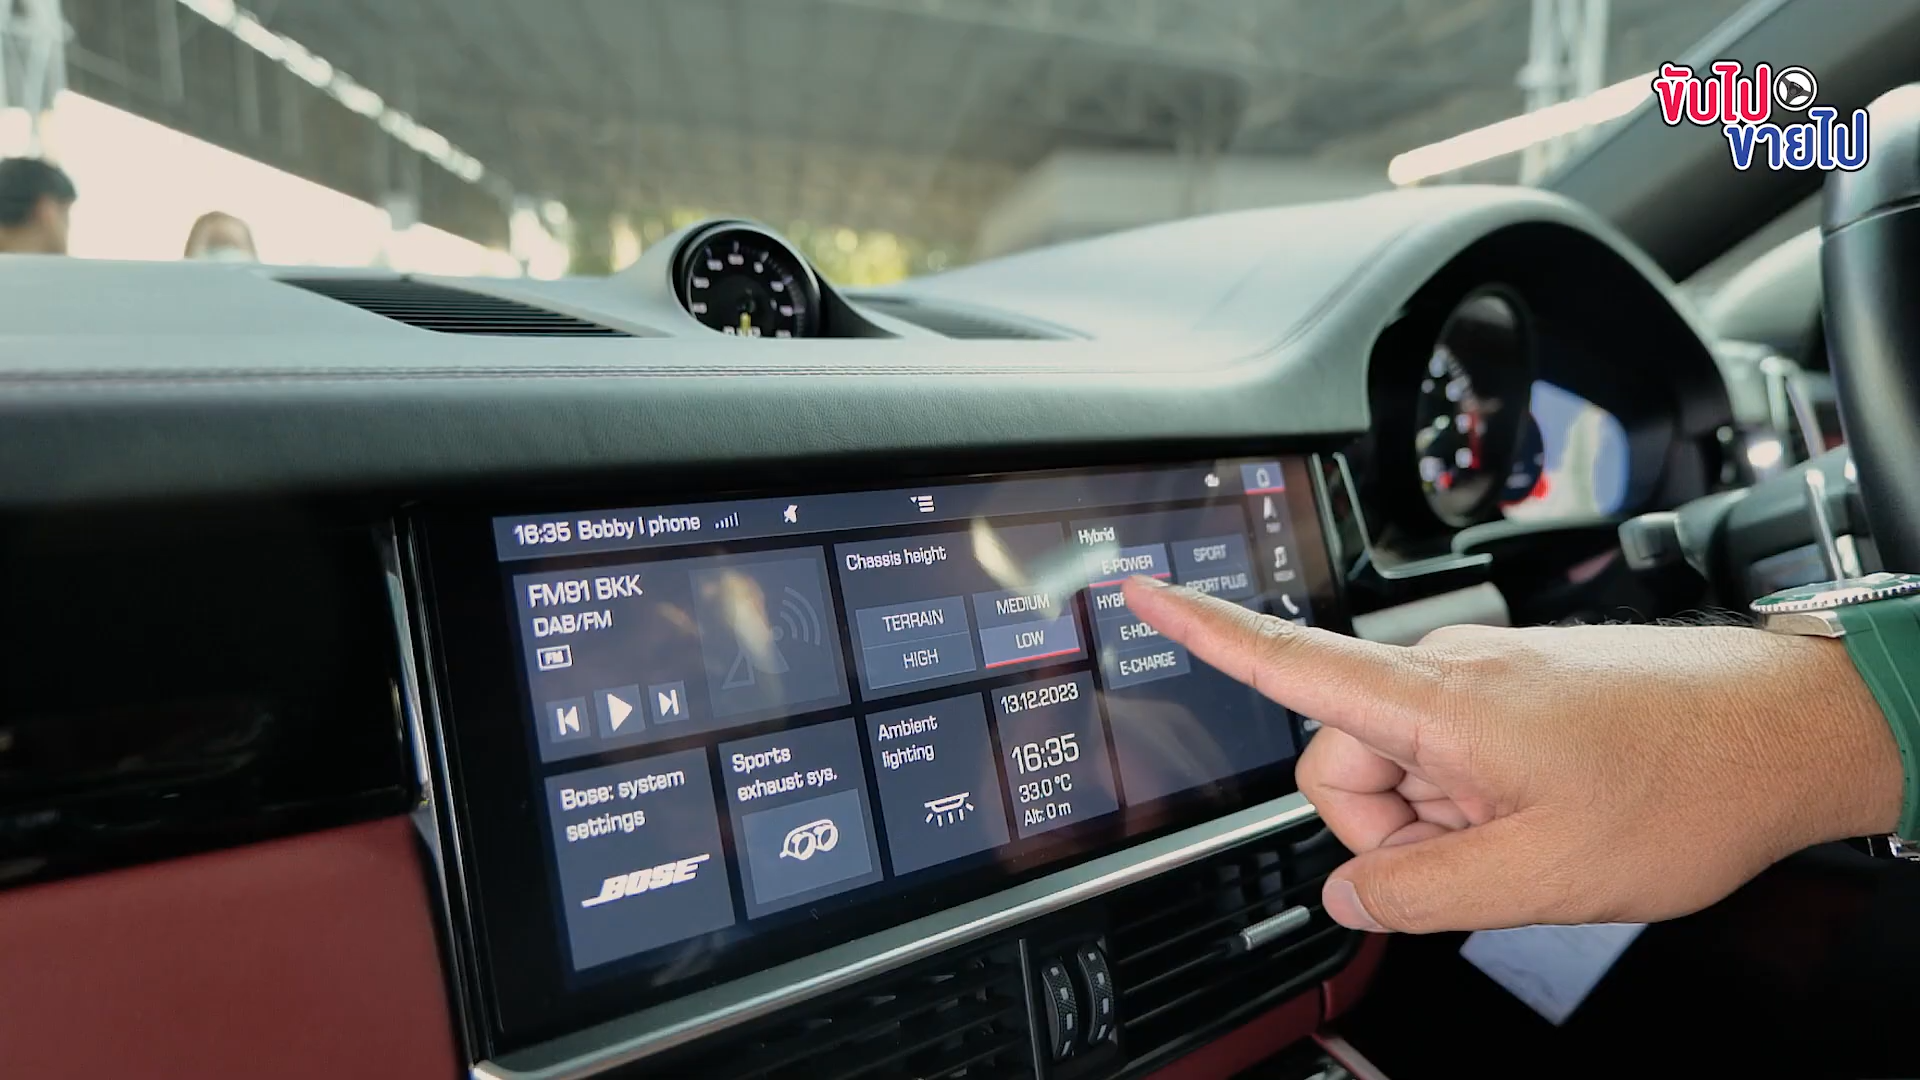 ขับไป
ขายไป
16:35 Bobby I phone
FM91 BKK
DAB/FM
FM
Chassis height
TERRAIN
HIGH
MEDIUM
LOW
Hybrid
E-POWER
SPORT
SPORT PLUS
E-CHARGE
Bose: system
settings
BOSE
Sports
exhaust sys.
Ambient
lighting
13.12.2023
16:35
33.0 °C
Alt: 0 m